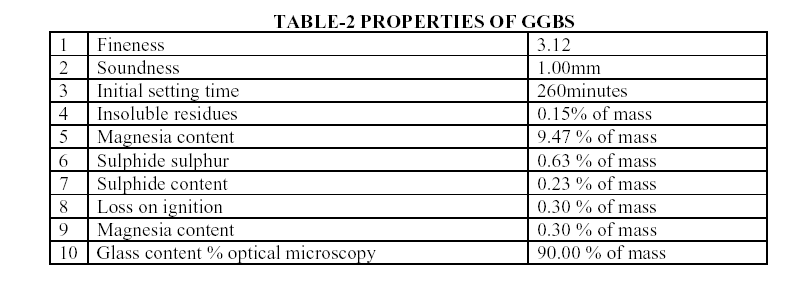 TABLE-2 PROPERTIES OF GGBS
1 Fineness 3.12
2 Soundness 1.00mm
3 Initial setting time 260minutes
4 Insoluble residues 0.15% of mass
5 Magnesia content 9.47 % of mass
6 Sulphide sulphur 0.63 % of mass
7 Sulphide content 0.23 % of mass
8 Loss on ignition 0.30 % of mass
9 Magnesia content 0.30 % of mass
10 Glass content % optical microscopy 90.00 % of mass